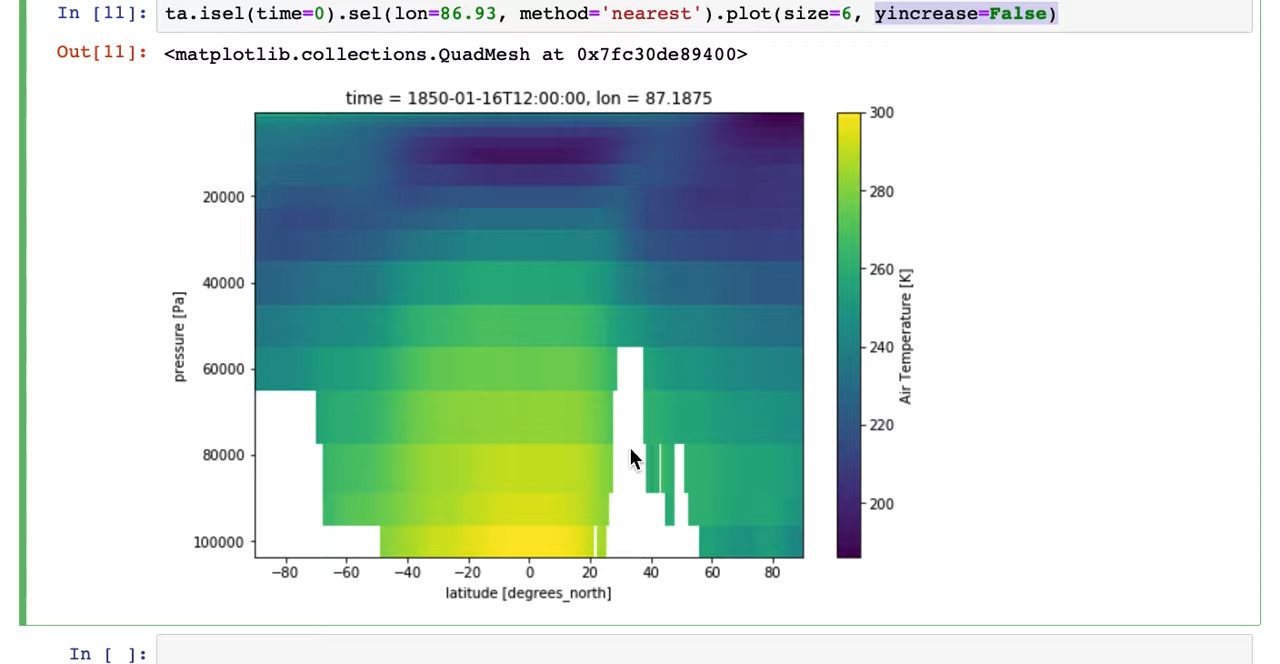 In [11]: ta.isel(time=0).sel(lon=86.93, method='nearest').plot(size=6, yincrease=False)
Out[11]: <matplotlib.collections.QuadMesh at 0x7fc30de89400>
time = 1850-01-16T12:00:00, lon = 87.1875
20000
40000
60000
80000
100000
pressure [Pa]
−80 −60 −40 −20 0 20 40 60 80
latitude [degrees_north]
300
280
260
240
220
200
Air Temperature [K]
In [ ]: